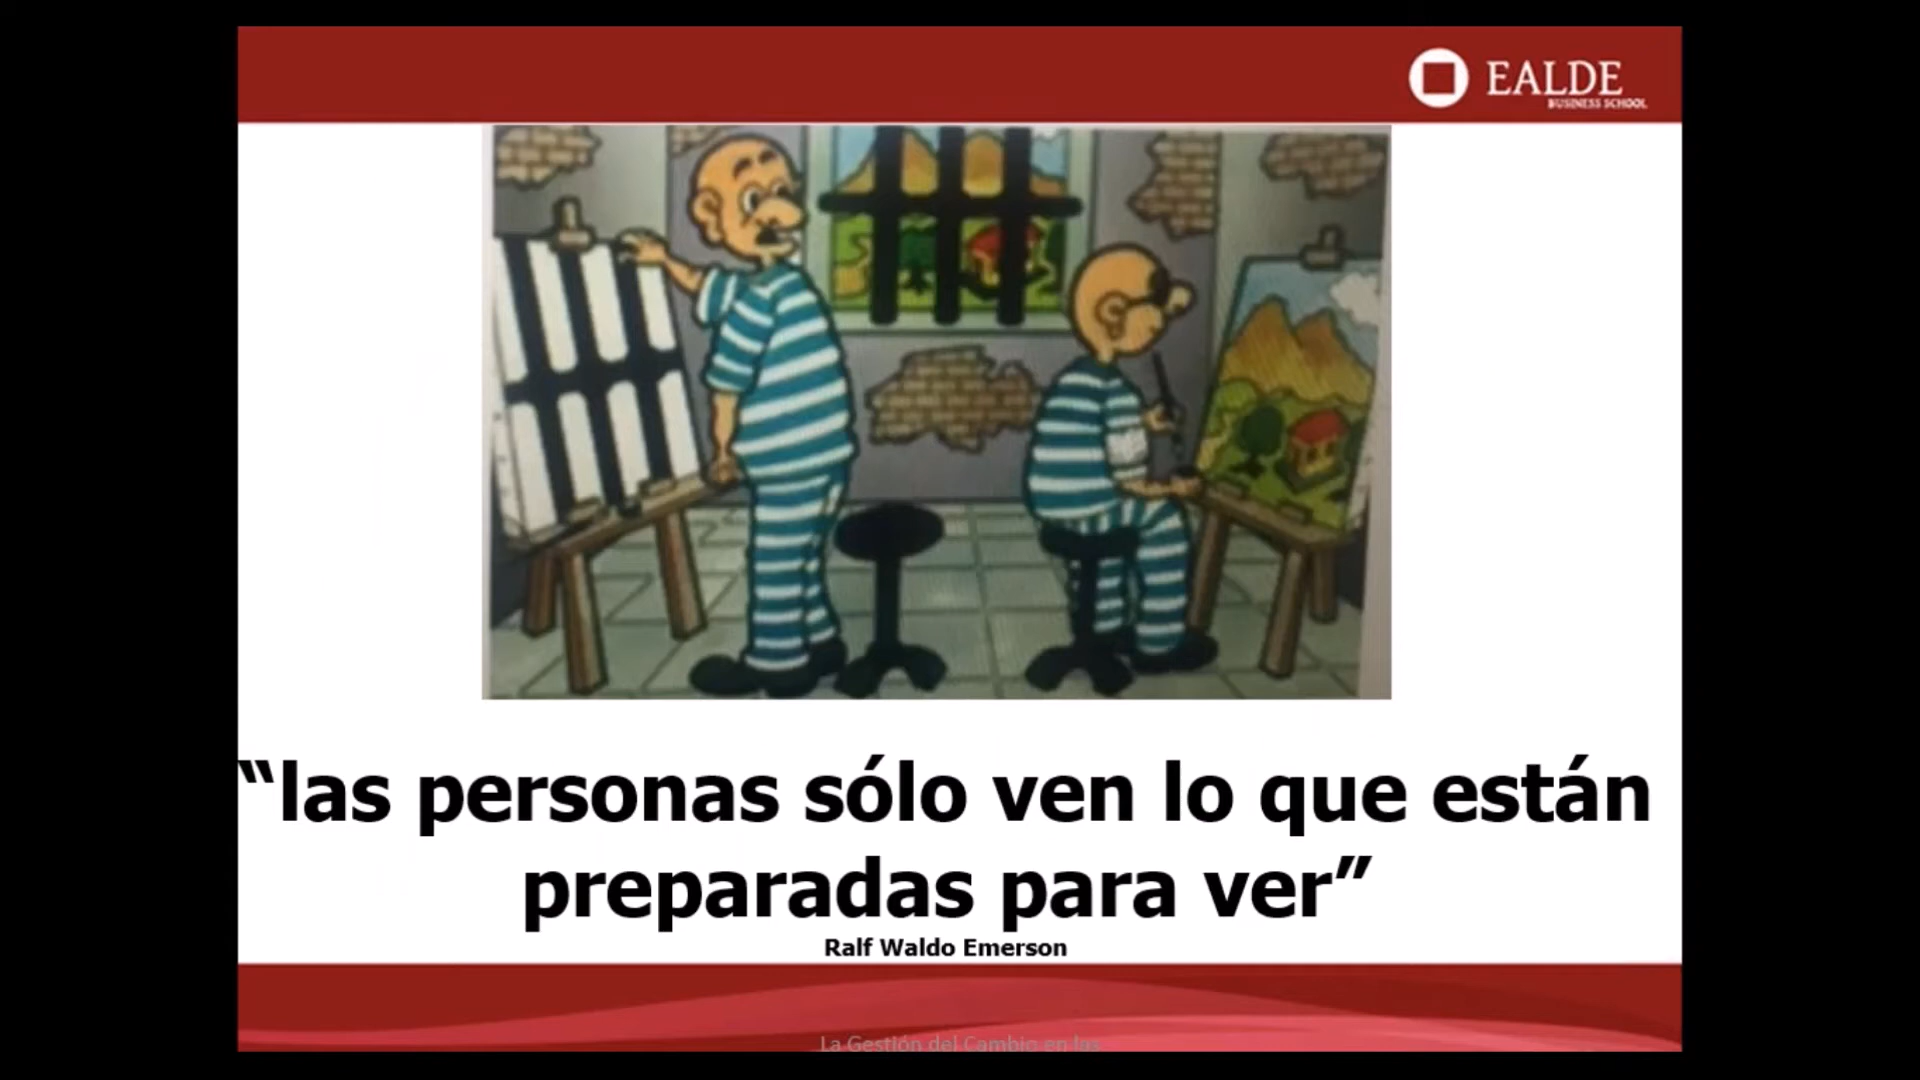 EALDE
BUSINESS SCHOOL
“las personas sólo ven lo que están
preparadas para ver”
Ralf Waldo Emerson
La Gestión del Cambio en las